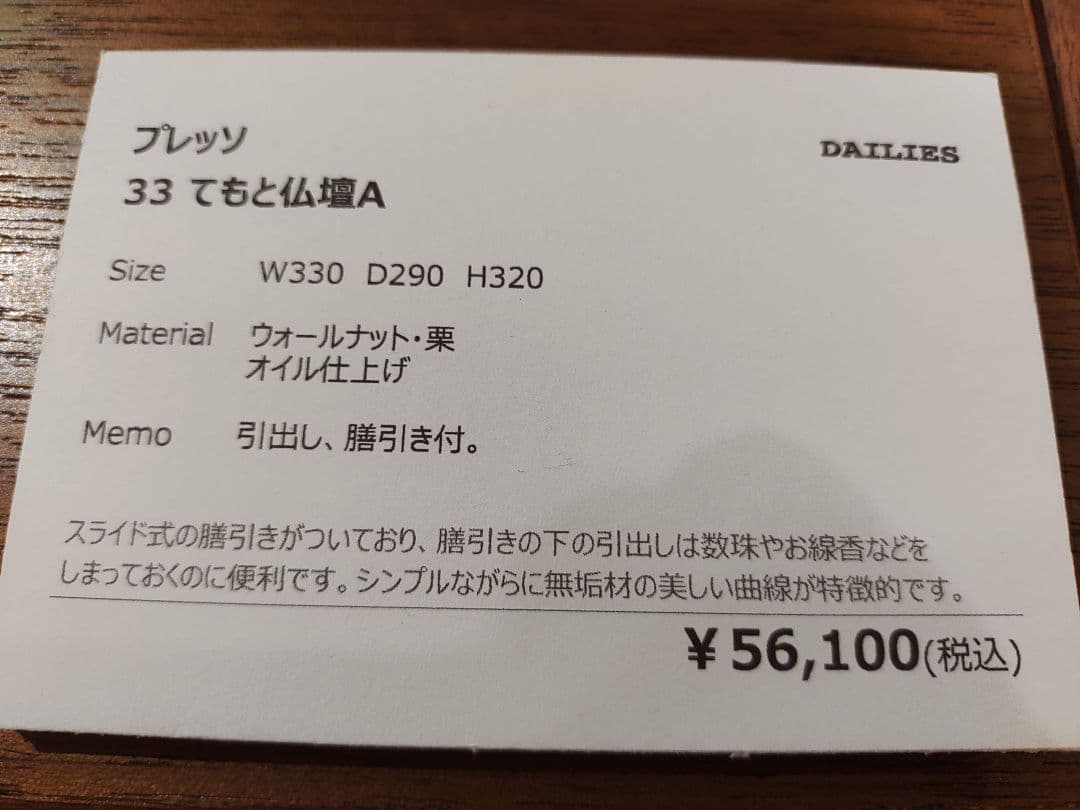 プレッソ
DAILIES
33 てもと仏壇A
Size W330 D290 H320
Material ウォールナット・栗
オイル仕上げ
Memo 引出し、膳引き付。
スライド式の膳引きがついており、膳引きの下の引出しは数珠やお線香などを
しまっておくのに便利です。シンプルながらに無垢材の美しい曲線が特徴的です。
¥56,100(税込)